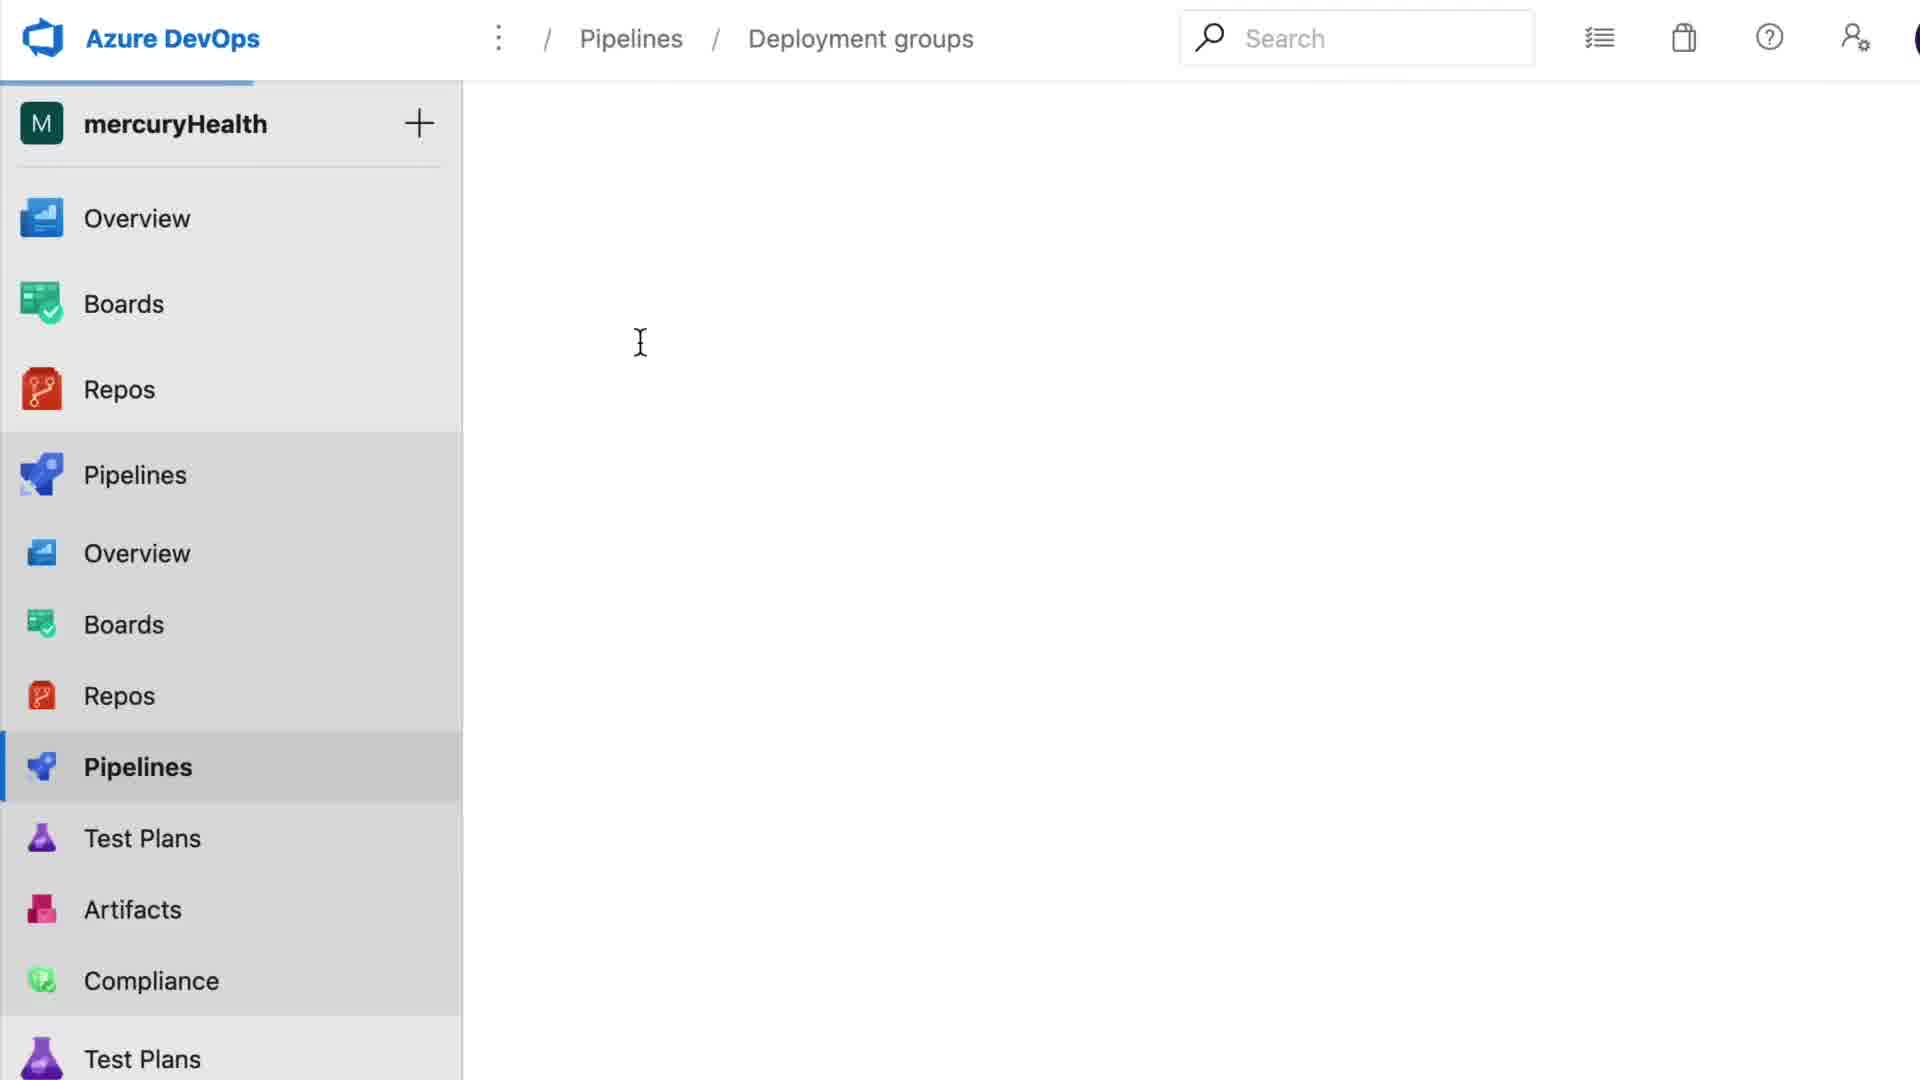 Azure DevOps
/ Pipelines / Deployment groups
Search
M mercuryHealth
Overview
Boards
Repos
Pipelines
Overview
Boards
Repos
Pipelines
Test Plans
Artifacts
Compliance
Test Plans